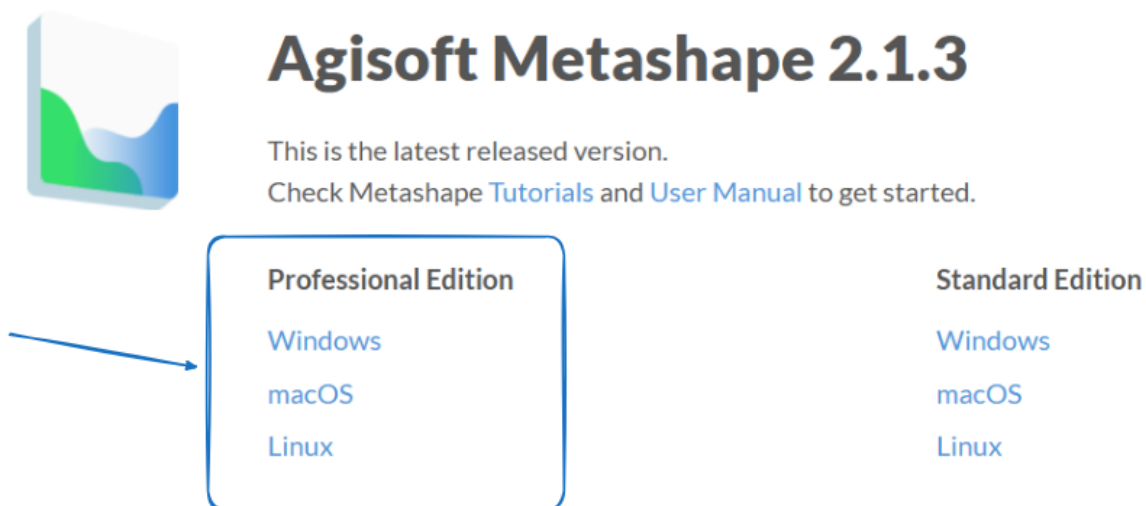 Agisoft Metashape 2.1.3
This is the latest released version.
Check Metashape Tutorials and User Manual to get started.
Professional Edition
Windows
macOS
Linux
Standard Edition
Windows
macOS
Linux